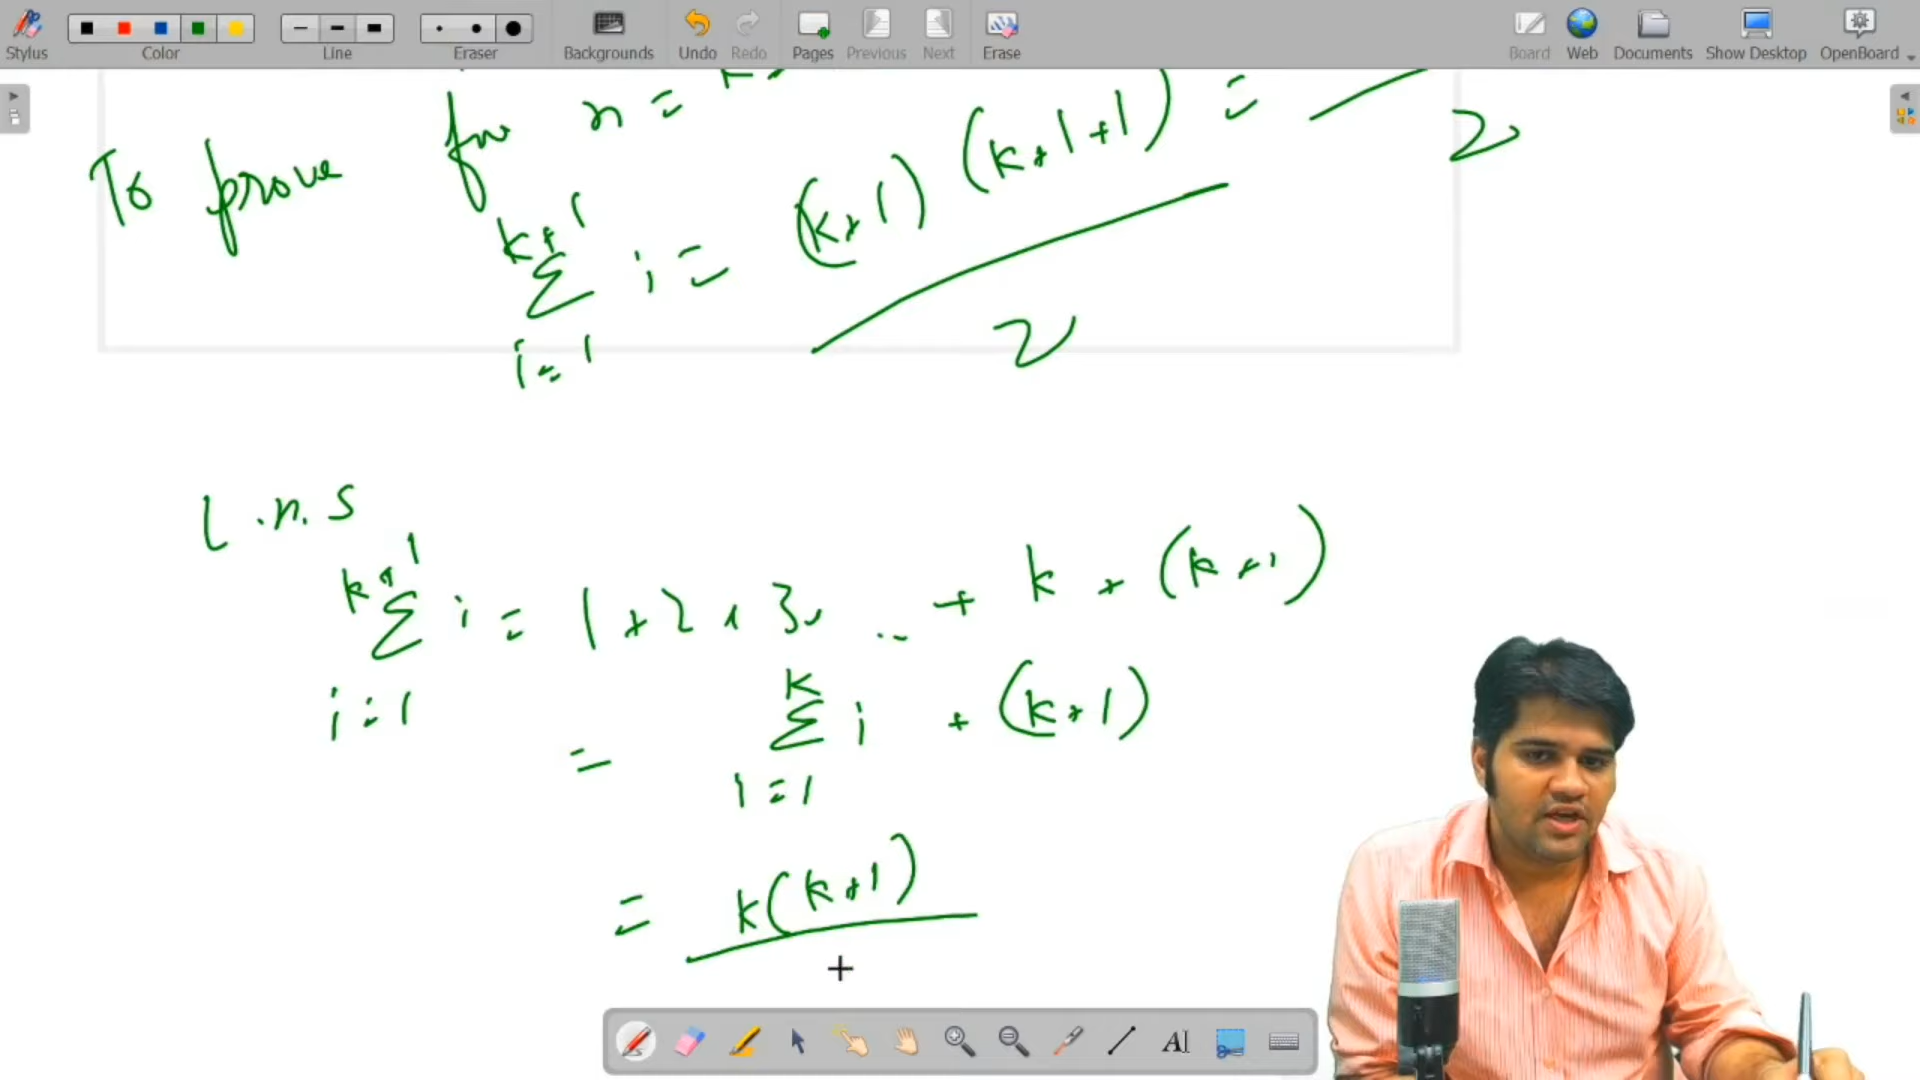 Stylus Color Line Eraser Backgrounds Undo Redo Pages Previous Next Erase Board Web Documents Show Desktop OpenBoard
To prove for n =
k+1 Σ i=1 i = (k+1) (k+1+1) / 2 = / 2
L.H.S
k+1 Σ i=1 i = 1 + 2 + 3 .. + k + (k+1)
= k Σ i=1 i + (k+1)
= k(k+1)